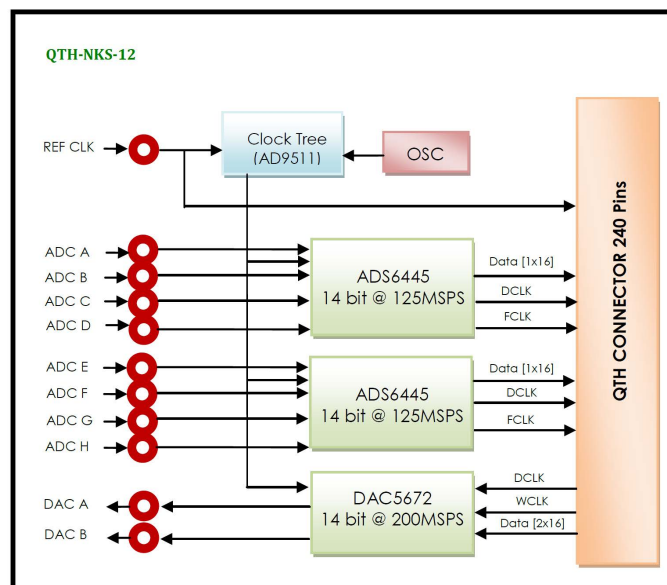 QTH-NKS-12
REF CLK
Clock Tree
(AD9511)
OSC
ADC A
ADC B
ADC C
ADC D
ADS6445
14 bit @ 125MSPS
Data [1x16]
DCLK
FCLK
ADC E
ADC F
ADC G
ADC H
ADS6445
14 bit @ 125MSPS
Data [1x16]
DCLK
FCLK
DAC A
DAC B
DAC5672
14 bit @ 200MSPS
DCLK
WCLK
Data [2x16]
QTH CONNECTOR 240 Pins